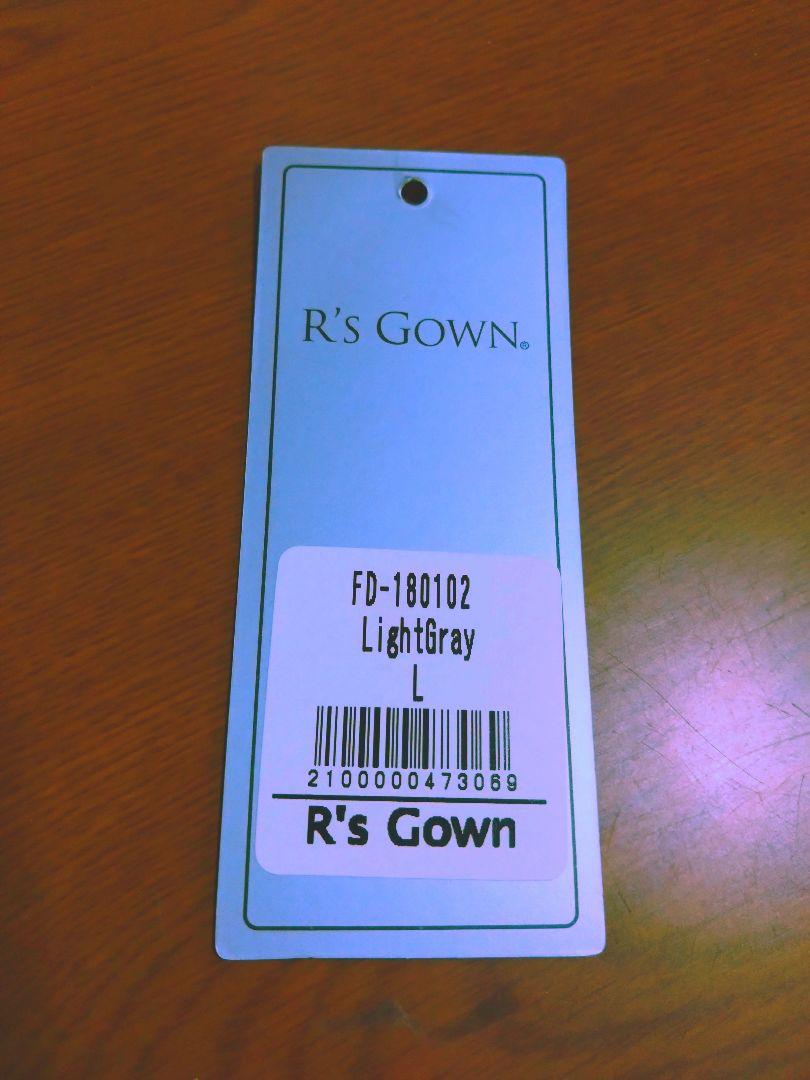 R's GOWN®
FD-180102
LightGray
L
2100000473069
R's Gown